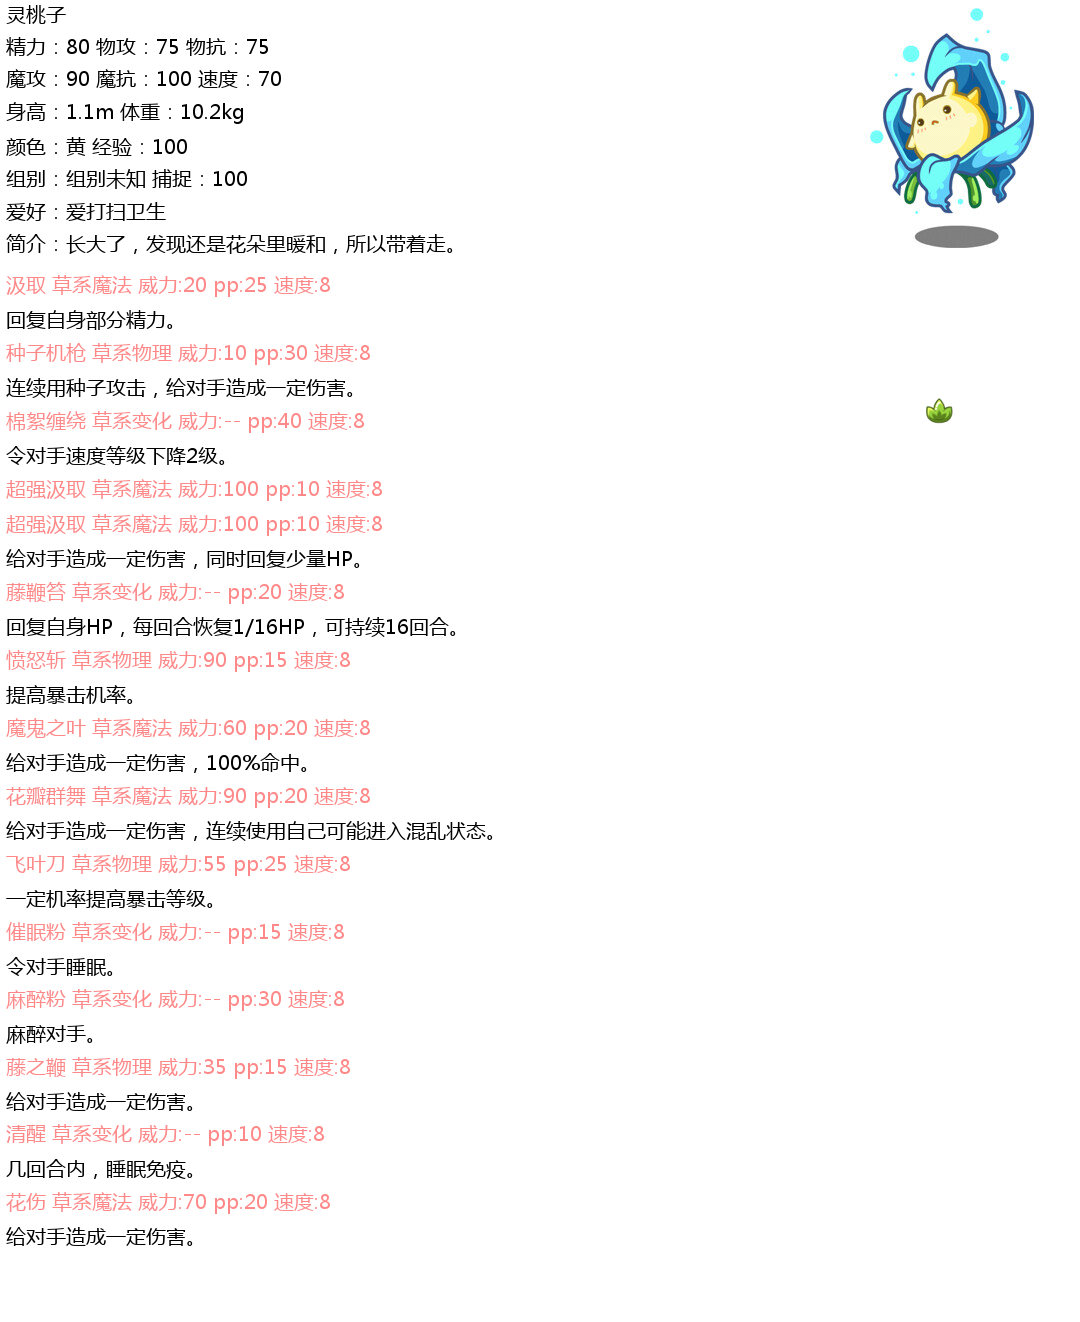 灵桃子
精力：80 物攻：75 物抗：75
魔攻：90 魔抗：100 速度：70
身高：1.1m 体重：10.2kg
颜色：黄 经验：100
组别：组别未知 捕捉：100
爱好：爱打扫卫生
简介：长大了，发现还是花朵里暖和，所以带着走。
汲取 草系魔法 威力:20 pp:25 速度:8
回复自身部分精力。
种子机枪 草系物理 威力:10 pp:30 速度:8
连续用种子攻击，给对手造成一定伤害。
棉絮缠绕 草系变化 威力:-- pp:40 速度:8
令对手速度等级下降2级。
超强汲取 草系魔法 威力:100 pp:10 速度:8
超强汲取 草系魔法 威力:100 pp:10 速度:8
给对手造成一定伤害，同时回复少量HP。
藤鞭笞 草系变化 威力:-- pp:20 速度:8
回复自身HP，每回合恢复1/16HP，可持续16回合。
愤怒斩 草系物理 威力:90 pp:15 速度:8
提高暴击机率。
魔鬼之叶 草系魔法 威力:60 pp:20 速度:8
给对手造成一定伤害，100%命中。
花瓣群舞 草系魔法 威力:90 pp:20 速度:8
给对手造成一定伤害，连续使用自己可能进入混乱状态。
飞叶刀 草系物理 威力:55 pp:25 速度:8
一定机率提高暴击等级。
催眠粉 草系变化 威力:-- pp:15 速度:8
令对手睡眠。
麻醉粉 草系变化 威力:-- pp:30 速度:8
麻醉对手。
藤之鞭 草系物理 威力:35 pp:15 速度:8
给对手造成一定伤害。
清醒 草系变化 威力:-- pp:10 速度:8
几回合内，睡眠免疫。
花伤 草系魔法 威力:70 pp:20 速度:8
给对手造成一定伤害。